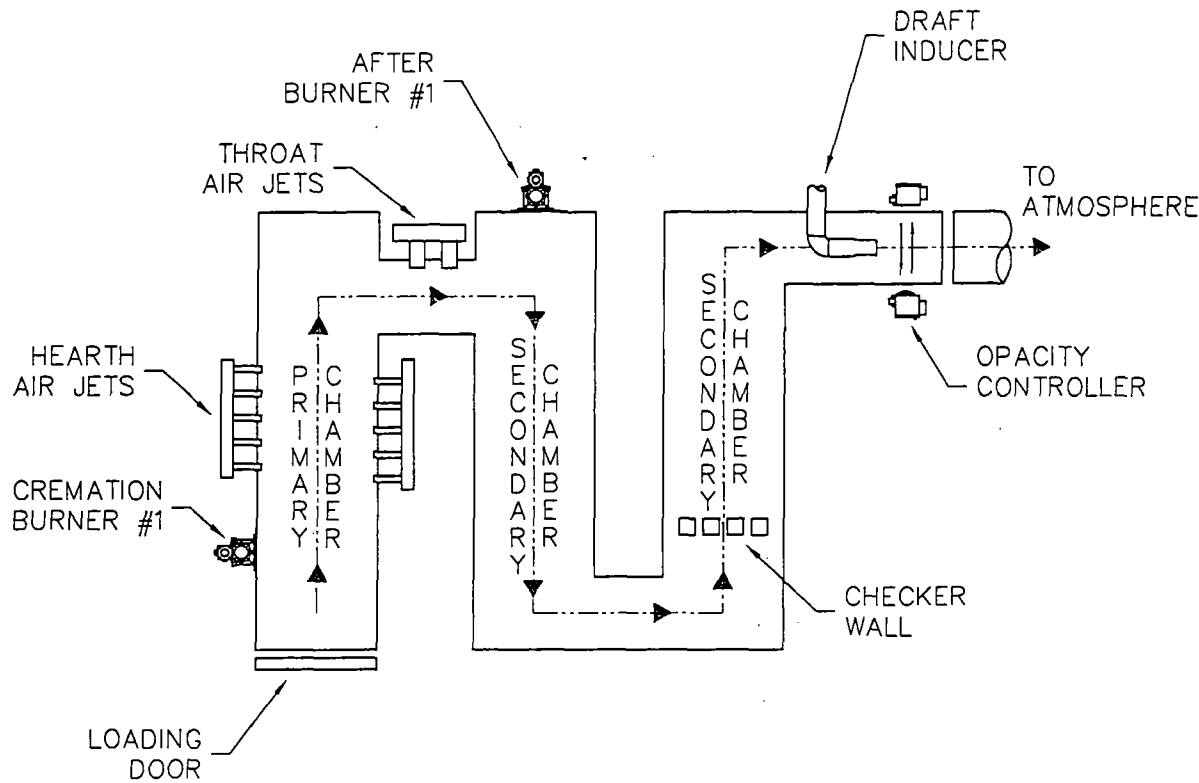 DRAFT
INDUCER
AFTER
BURNER #1
THROAT
AIR JETS
TO
ATMOSPHERE
HEARTH
AIR JETS
PRIMARY
CHAMBER
SECONDARY
CHAMBER
SECONDARY
CHAMBER
OPACITY
CONTROLLER
CREMATION
BURNER #1
CHECKER
WALL
LOADING
DOOR